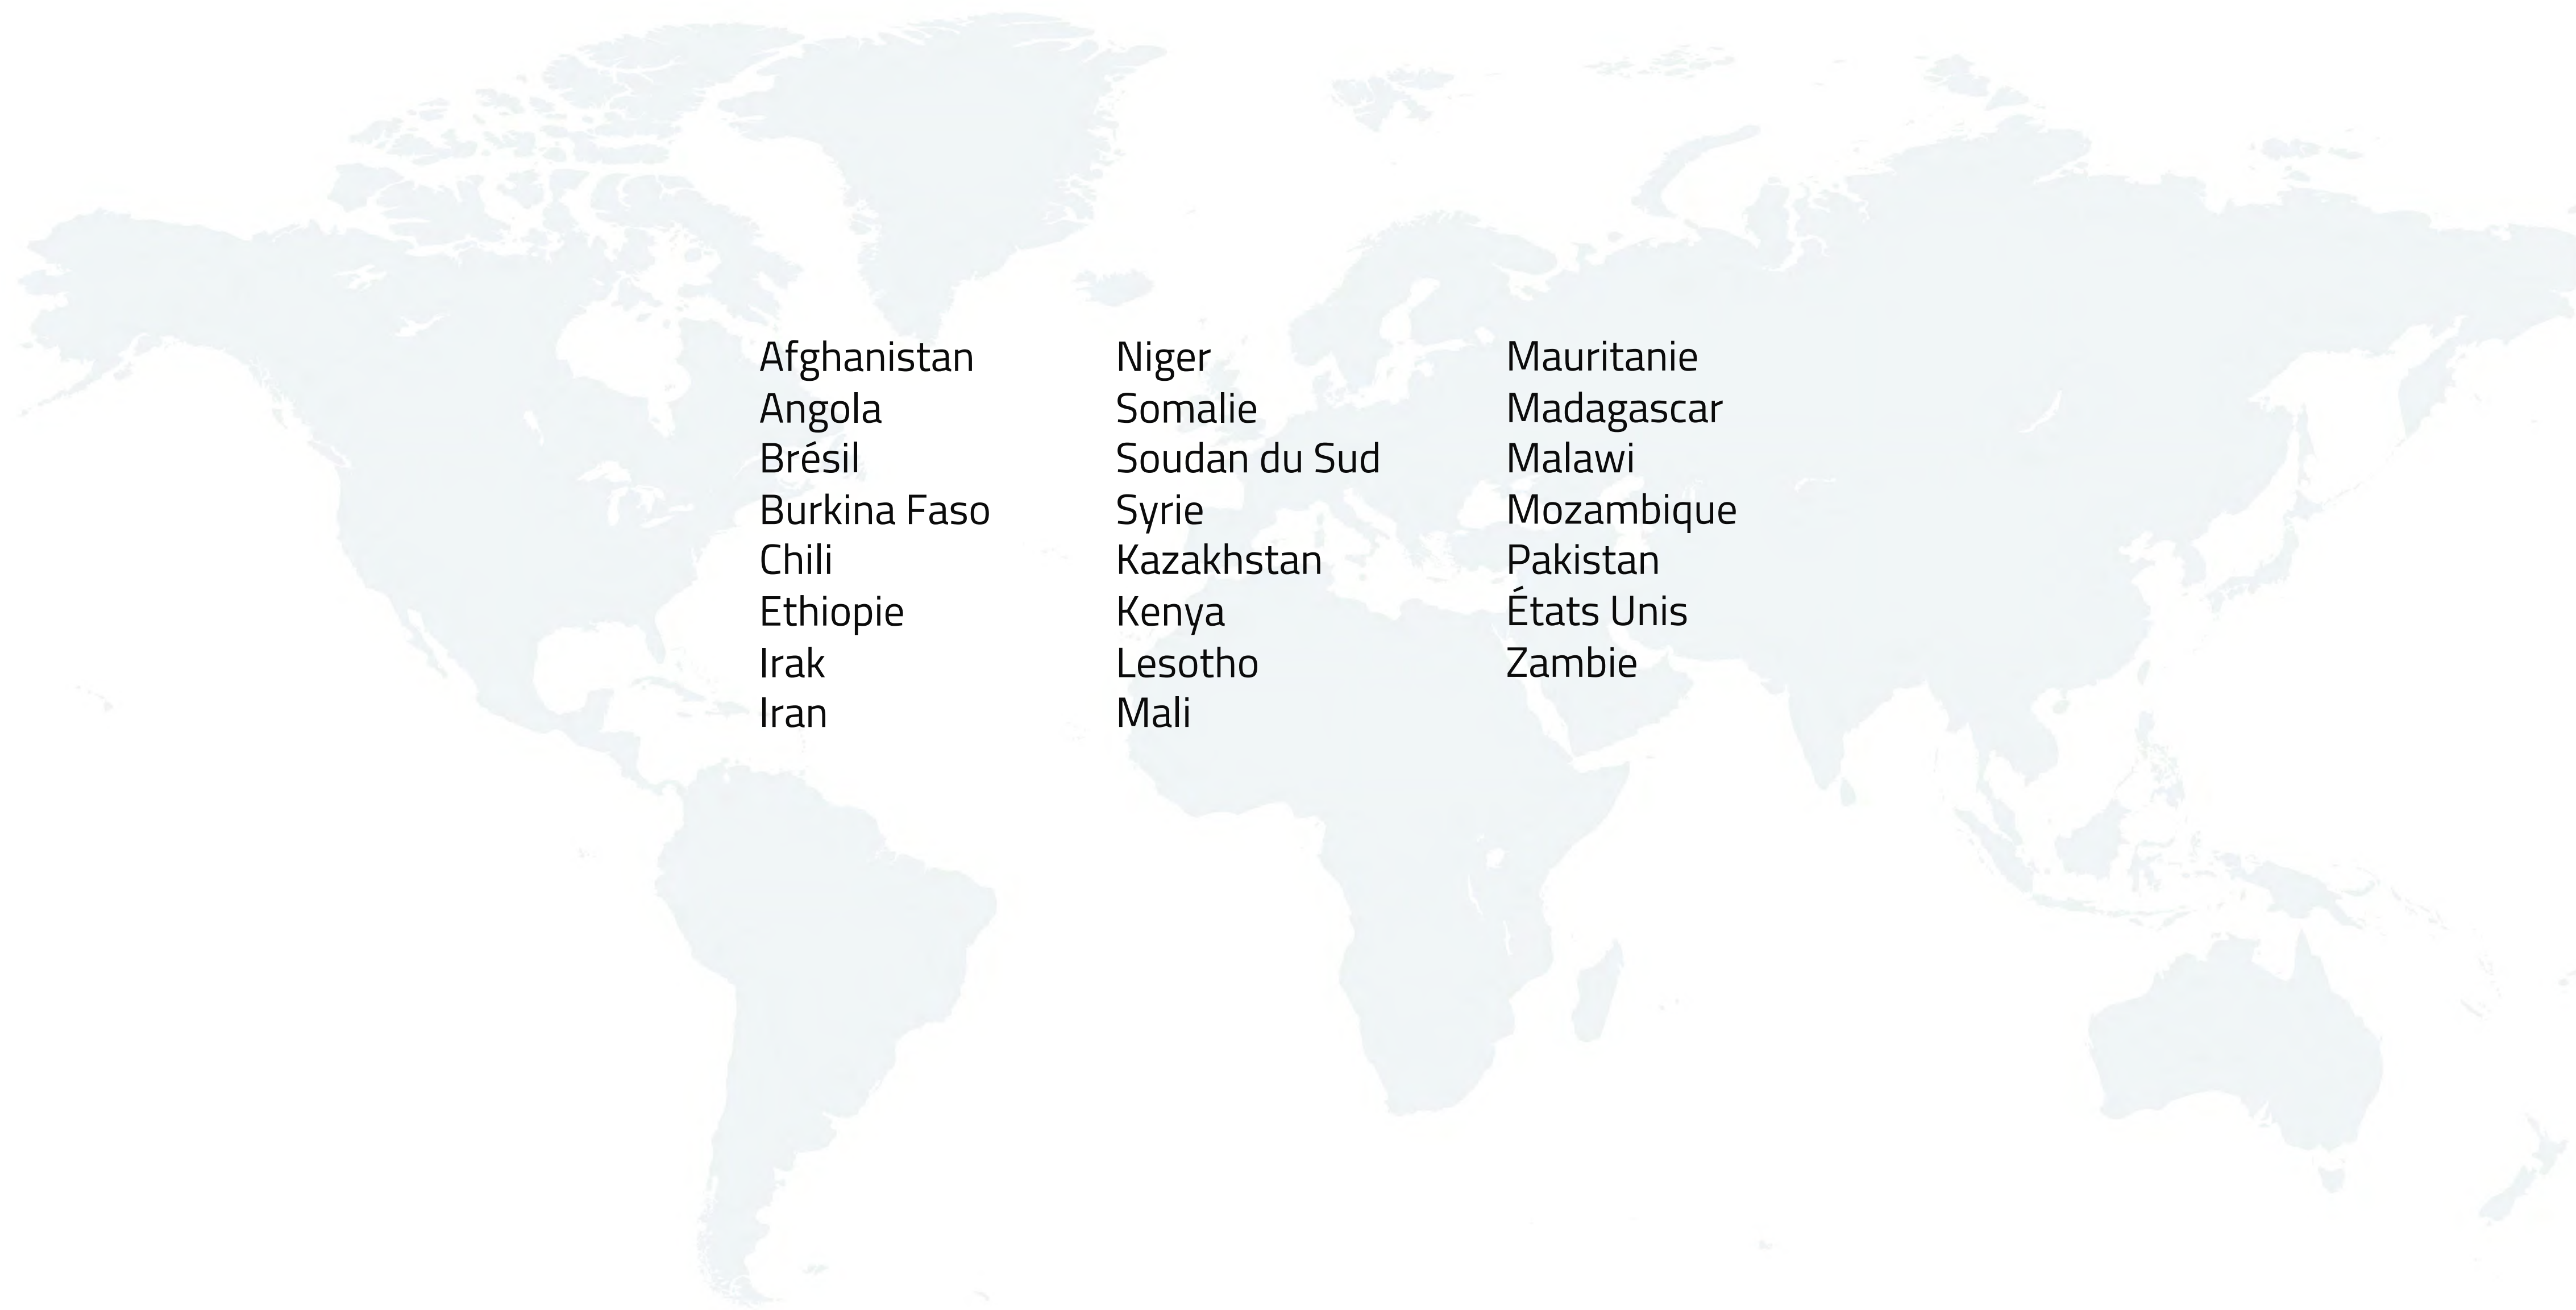 Afghanistan
Angola
Brésil
Burkina Faso
Chili
Ethiopie
Irak
Iran
Niger
Somalie
Soudan du Sud
Syrie
Kazakhstan
Kenya
Lesotho
Mali
Mauritanie
Madagascar
Malawi
Mozambique
Pakistan
États Unis
Zambie